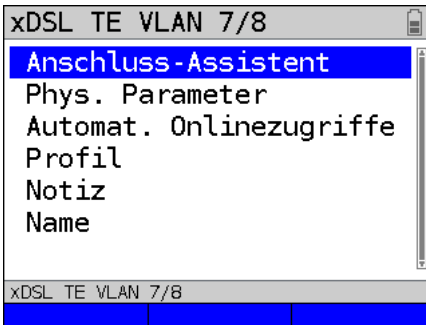 xDSL TE VLAN 7/8
Anschluss-Assistent
Phys. Parameter
Automat. Onlinezugriffe
Profil
Notiz
Name
xDSL TE VLAN 7/8